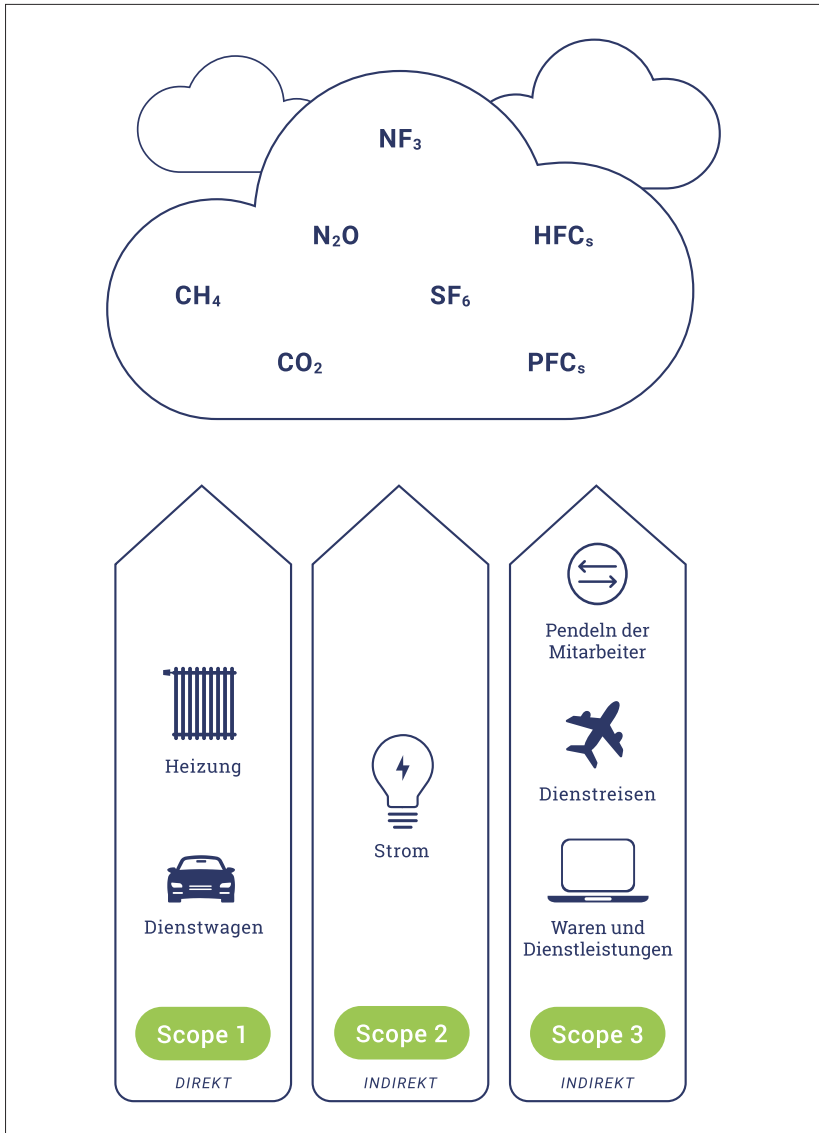 NF₃
N₂O
HFCₛ
CH₄
SF₆
CO₂
PFCₛ
Heizung
Dienstwagen
Scope 1
DIREKT
Strom
Scope 2
INDIREKT
Pendeln der
Mitarbeiter
Dienstreisen
Waren und
Dienstleistungen
Scope 3
INDIREKT